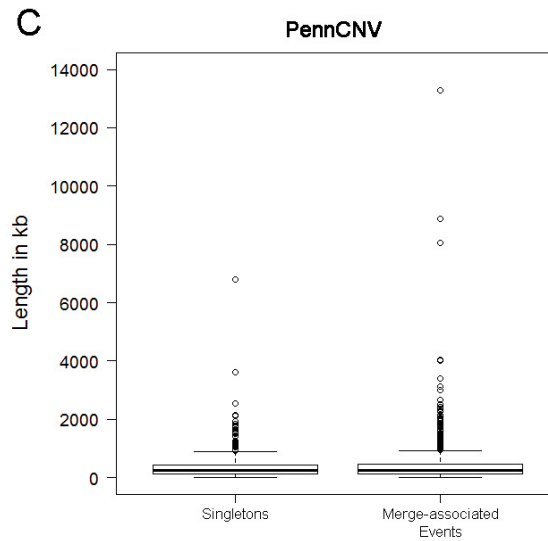 C
PennCNV
Length in kb
14000
12000
10000
8000
6000
4000
2000
0
Singletons
Merge-associated
Events